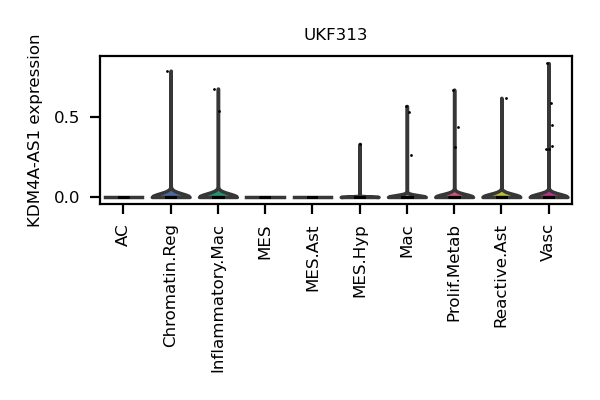 UKF313
KDM4A-AS1 expression
0.5
0.0
AC
Chromatin.Reg
Inflammatory.Mac
MES
MES.Ast
MES.Hyp
Mac
Prolif.Metab
Reactive.Ast
Vasc